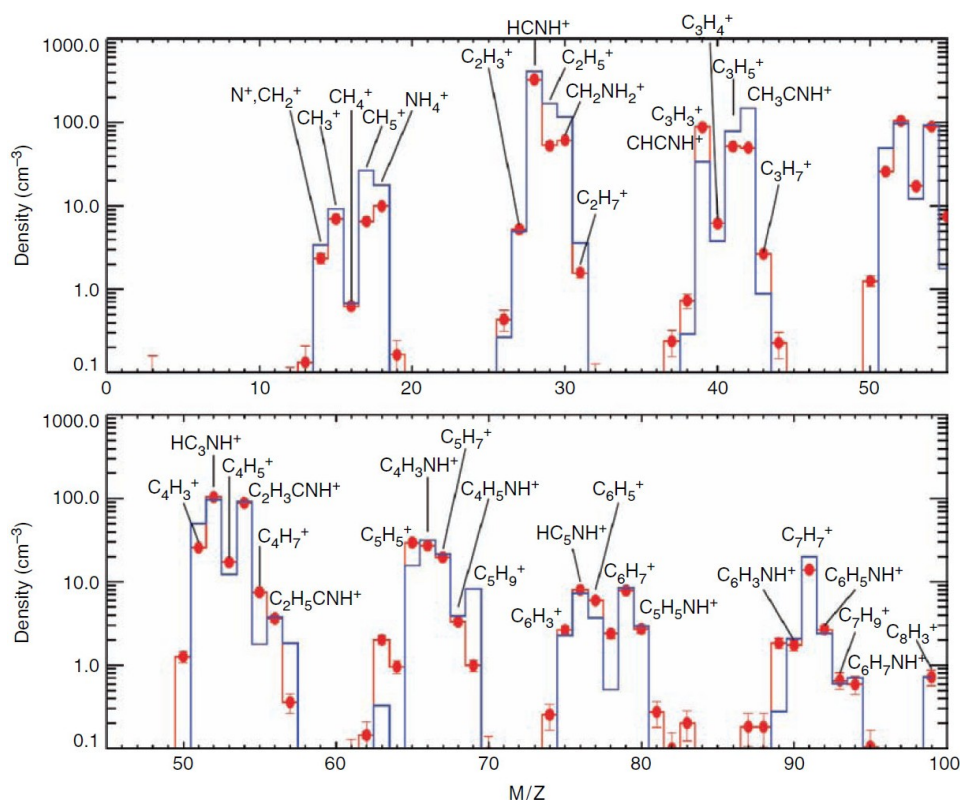 HCNH⁺
C₃H₄⁺
C₂H₃⁺
C₂H₅⁺
C₃H₅⁺
N⁺,CH₂⁺
CH₄⁺
CH₂NH₂⁺
CH₃CNH⁺
CH₃⁺
CH₅⁺
NH₄⁺
C₃H₃⁺
CHCNH⁺
C₂H₇⁺
C₃H₇⁺
1000.0
100.0
10.0
1.0
0.1
Density (cm⁻³)
0 10 20 30 40 50
HC₃NH⁺
C₄H₃⁺
C₄H₅⁺
C₂H₃CNH⁺
C₄H₇⁺
C₂H₅CNH⁺
C₅H₇⁺
C₄H₃NH⁺
C₄H₅NH⁺
C₅H₅⁺
C₅H₉⁺
C₆H₅⁺
HC₅NH⁺
C₆H₇⁺
C₆H₃⁺
C₅H₅NH⁺
C₇H₇⁺
C₆H₃NH⁺
C₆H₅NH⁺
C₇H₉⁺
C₆H₇NH⁺
C₈H₃⁺
1000.0
100.0
10.0
1.0
0.1
Density (cm⁻³)
50 60 70 80 90 100
M/Z